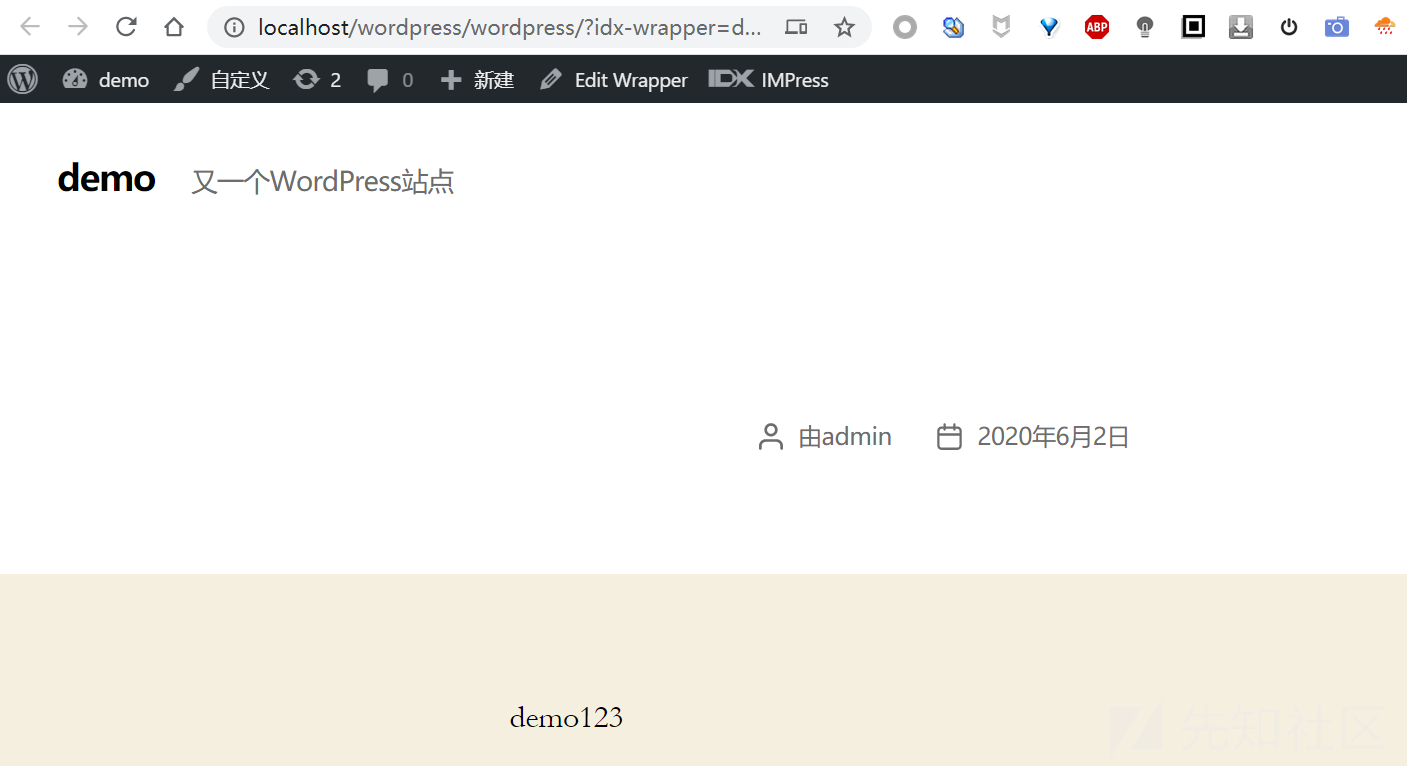 localhost/wordpress/wordpress/?idx-wrapper=d...
ABP
demo 自定义 2 0 新建 Edit Wrapper IDX IMPress
demo 又一个WordPress站点
由admin 2020年6月2日
demo123
先知社区